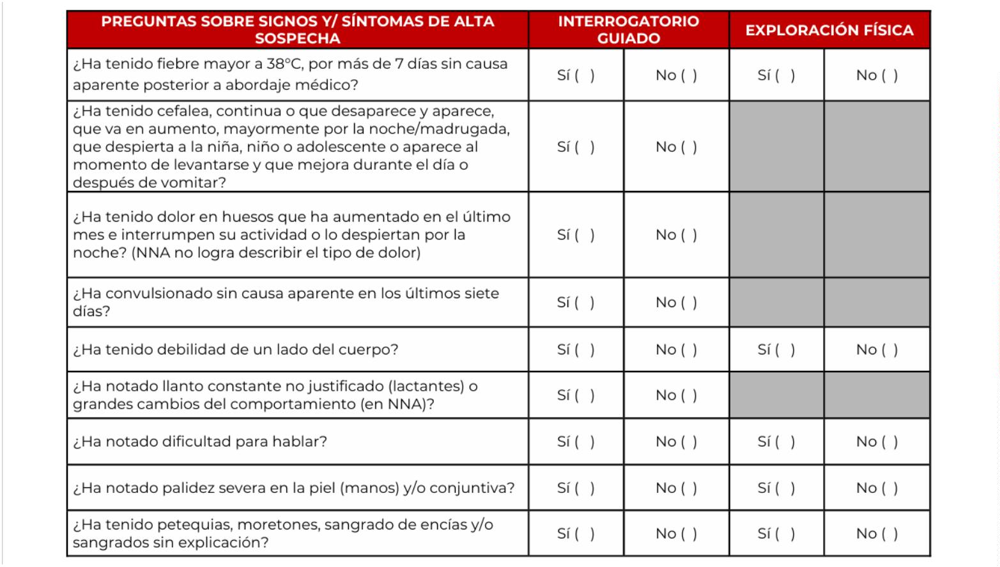 PREGUNTAS SOBRE SIGNOS Y/ SÍNTOMAS DE ALTA
SOSPECHA
INTERROGATORIO
GUIADO
EXPLORACIÓN FÍSICA
¿Ha tenido fiebre mayor a 38°C, por más de 7 días sin causa
aparente posterior a abordaje médico?
Sí ( ) No ( ) Sí ( ) No ( )
¿Ha tenido cefalea, continua o que desaparece y aparece,
que va en aumento, mayormente por la noche/madrugada,
que despierta a la niña, niño o adolescente o aparece al
momento de levantarse y que mejora durante el día o
después de vomitar?
Sí ( ) No ( )
¿Ha tenido dolor en huesos que ha aumentado en el último
mes e interrumpen su actividad o lo despiertan por la
noche? (NNA no logra describir el tipo de dolor)
Sí ( ) No ( )
¿Ha convulsionado sin causa aparente en los últimos siete
días?
Sí ( ) No ( )
¿Ha tenido debilidad de un lado del cuerpo?
Sí ( ) No ( ) Sí ( ) No ( )
¿Ha notado llanto constante no justificado (lactantes) o
grandes cambios del comportamiento (en NNA)?
Sí ( ) No ( )
¿Ha notado dificultad para hablar?
Sí ( ) No ( ) Sí ( ) No ( )
¿Ha notado palidez severa en la piel (manos) y/o conjuntiva?
Sí ( ) No ( ) Sí ( ) No ( )
¿Ha tenido petequias, moretones, sangrado de encías y/o
sangrados sin explicación?
Sí ( ) No ( ) Sí ( ) No ( )